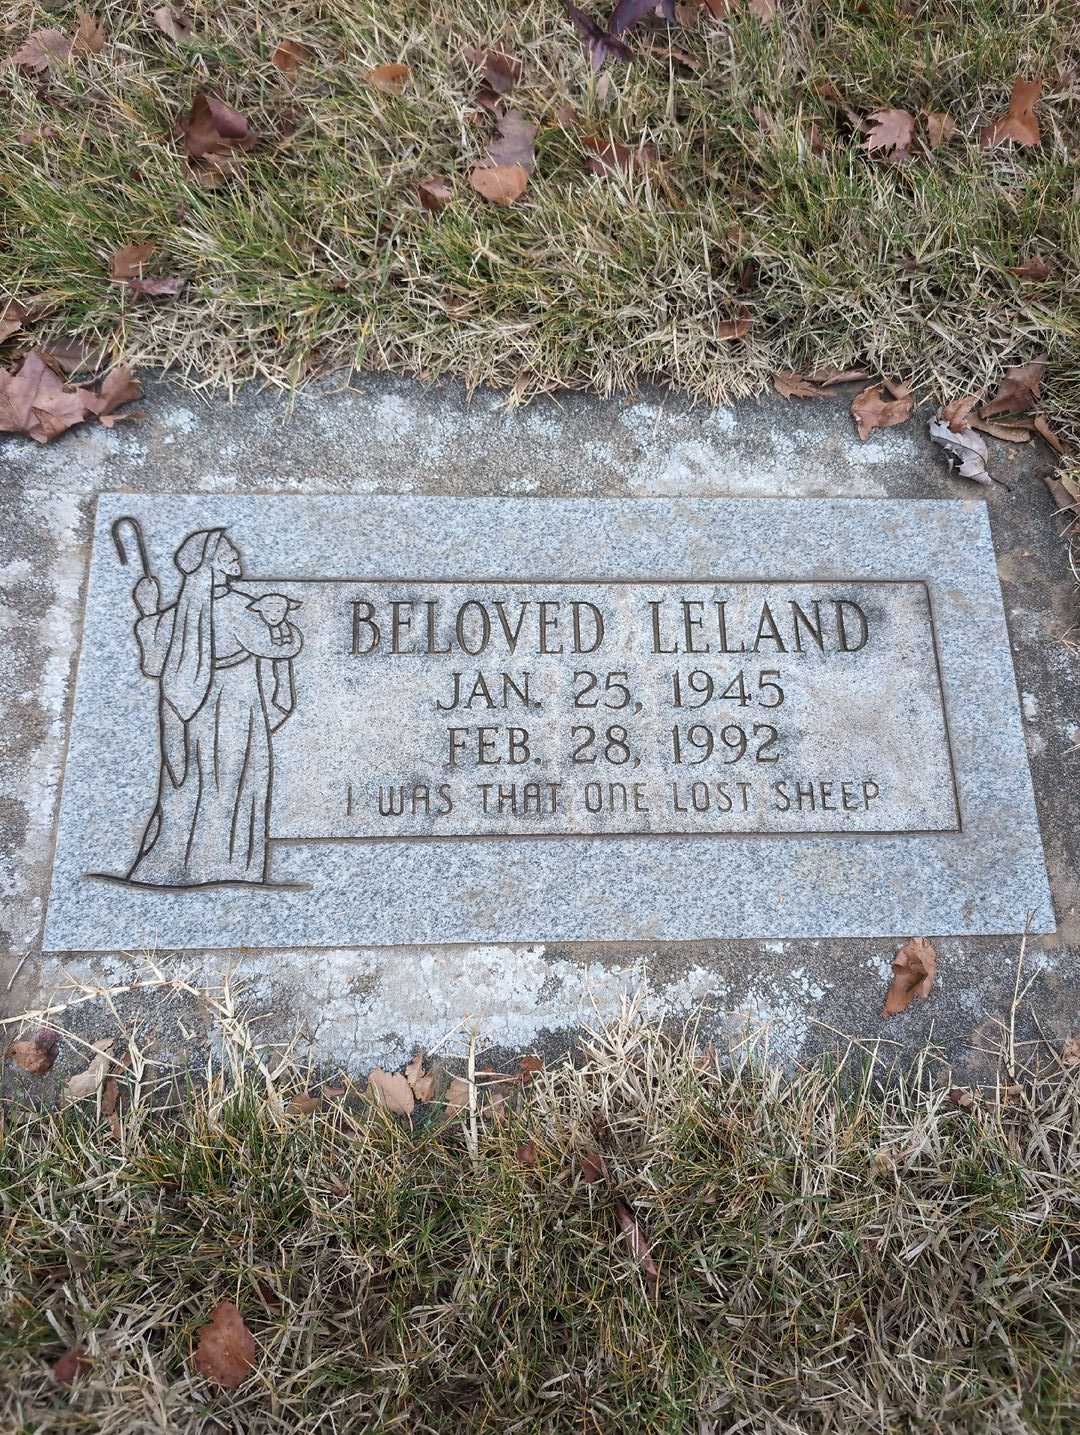 BELOVED LELAND
JAN. 25, 1945
FEB. 28, 1992
I WAS THAT ONE LOST SHEEP